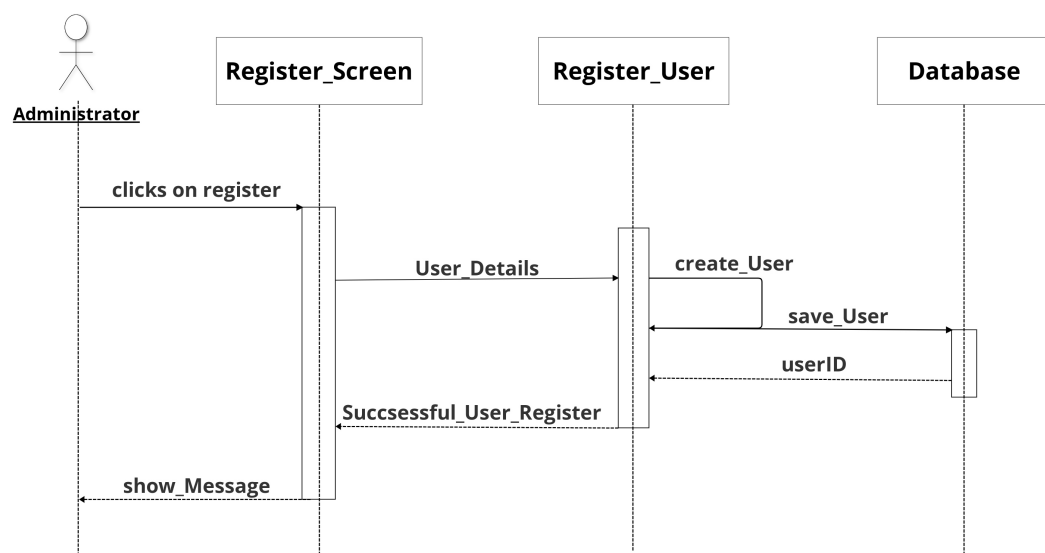 Register_Screen
Register_User
Database
Administrator
clicks on register
User_Details
create_User
save_User
userID
Succsessful_User_Register
show_Message